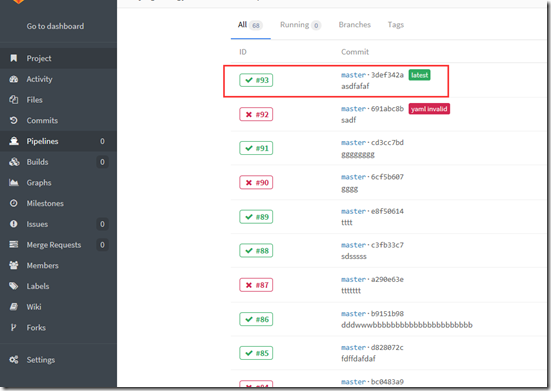 Go to dashboard
Project
Activity
Files
Commits
Pipelines 0
Builds 0
Graphs
Milestones
Issues 0
Merge Requests 0
Members
Labels
Wiki
Forks
Settings
All 68 Running 0 Branches Tags
ID Commit
#93 master · 3def342a latest
asdfafaf
#92 master · 691abc8b yaml invalid
sadf
#91 master · cd3cc7bd
gggggggg
#90 master · 6cf5b607
gggg
#89 master · e8f50614
tttt
#88 master · c3fb33c7
sdsssss
#87 master · a290e63e
ttttttt
#86 master · b9151b98
#85 master · d828072c
fdffdafdaf
master · bc0483a9